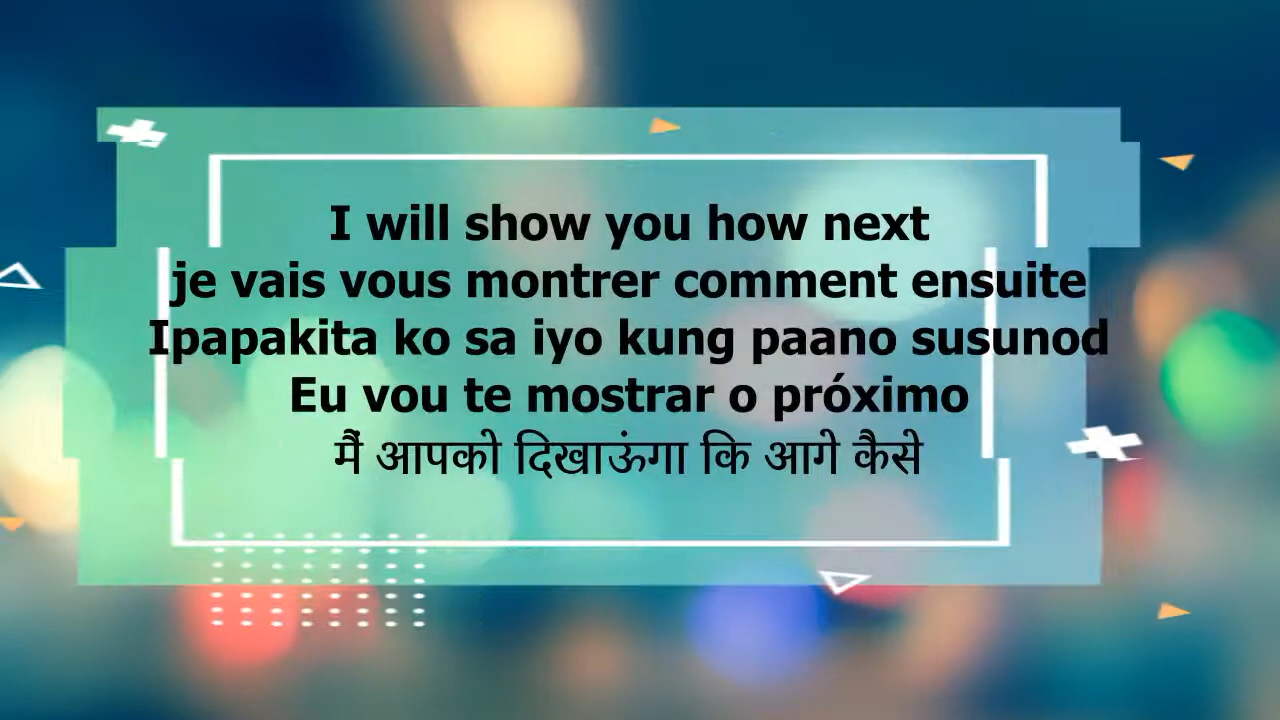 I will show you how next
je vais vous montrer comment ensuite
Ipapakita ko sa iyo kung paano susunod
Eu vou te mostrar o próximo
मैं आपको दिखाऊंगा कि आगे कैसे